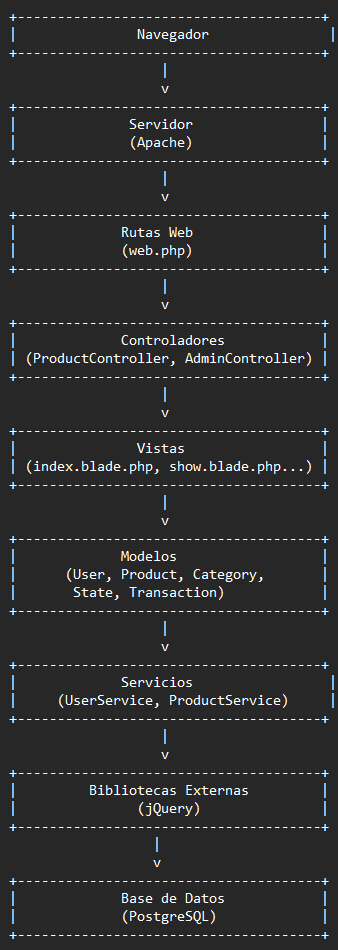 +---------------------------------------+
|               Navegador               |
+---------------------------------------+
|
v
+---------------------------------------+
|              Servidor                |
|              (Apache)                |
+---------------------------------------+
|
v
+---------------------------------------+
|             Rutas Web                |
|             (web.php)                |
+---------------------------------------+
|
v
+---------------------------------------+
|             Controladores            |
| (ProductController, AdminController) |
+---------------------------------------+
|
v
+---------------------------------------+
|               Vistas                 |
| (index.blade.php, show.blade.php...) |
+---------------------------------------+
|
v
+---------------------------------------+
|             Modelos                  |
|      (User, Product, Category,       |
|       State, Transaction)            |
+---------------------------------------+
|
v
+---------------------------------------+
|             Servicios                 |
|     (UserService, ProductService)     |
+---------------------------------------+
|
v
+---------------------------------------+
|         Bibliotecas Externas         |
|               (jQuery)               |
+---------------------------------------+
|
v
+---------------------------------------+
|             Base de Datos            |
|             (PostgreSQL)             |
+---------------------------------------+